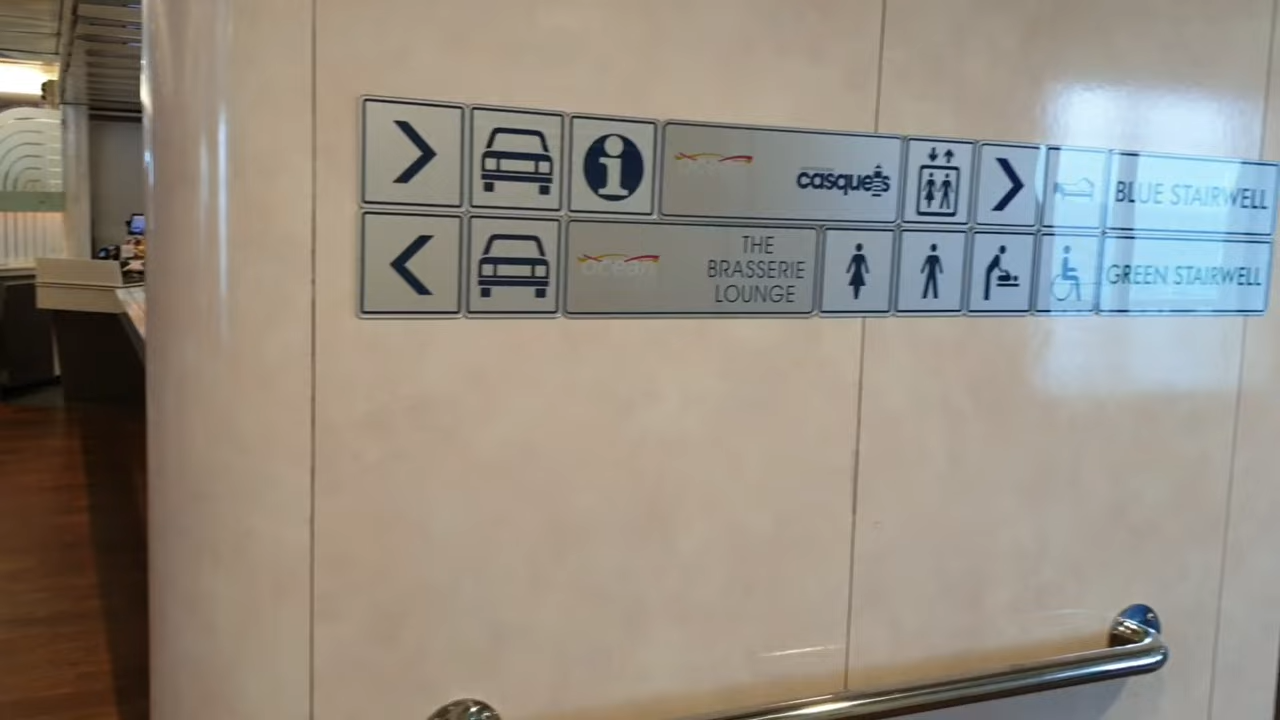 i
casquets
BLUE STAIRWELL
ocean
THE
BRASSERIE
LOUNGE
GREEN STAIRWELL